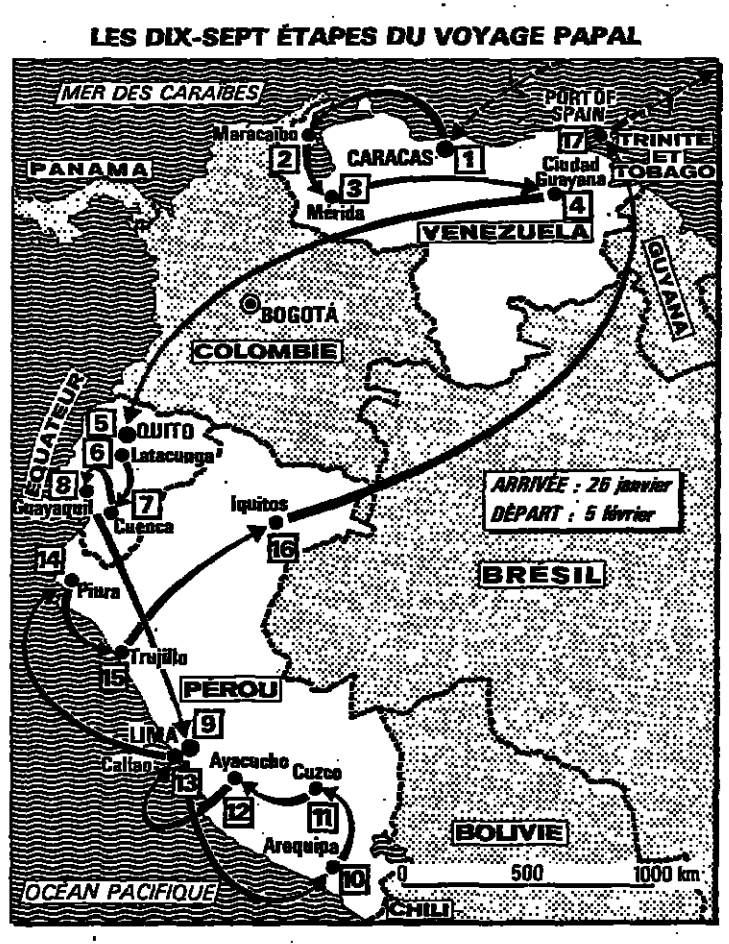 LES DIX-SEPT ÉTAPES DU VOYAGE PAPAL
MER DES CARAÏBES
PORT OF
SPAIN
Maracaibo
17
TRINITÉ
ET
TOBAGO
2
CARACAS
1
PANAMA
3
Ciudad
Guayana
Mérida
4
VENEZUELA
GUYANA
BOGOTÁ
COLOMBIE
ÉQUATEUR
5
QUITO
6
Latacunga
8
7
Guayaquil
Cuenca
Iquitos
16
ARRIVÉE : 26 janvier
DÉPART : 5 février
14
Piura
BRÉSIL
Trujillo
15
PÉROU
9
LIMA
Callao
13
Ayacucho
Cuzco
12
11
BOLIVIE
Arequipa
10
0 500 1000 km
OCÉAN PACIFIQUE
CHILI